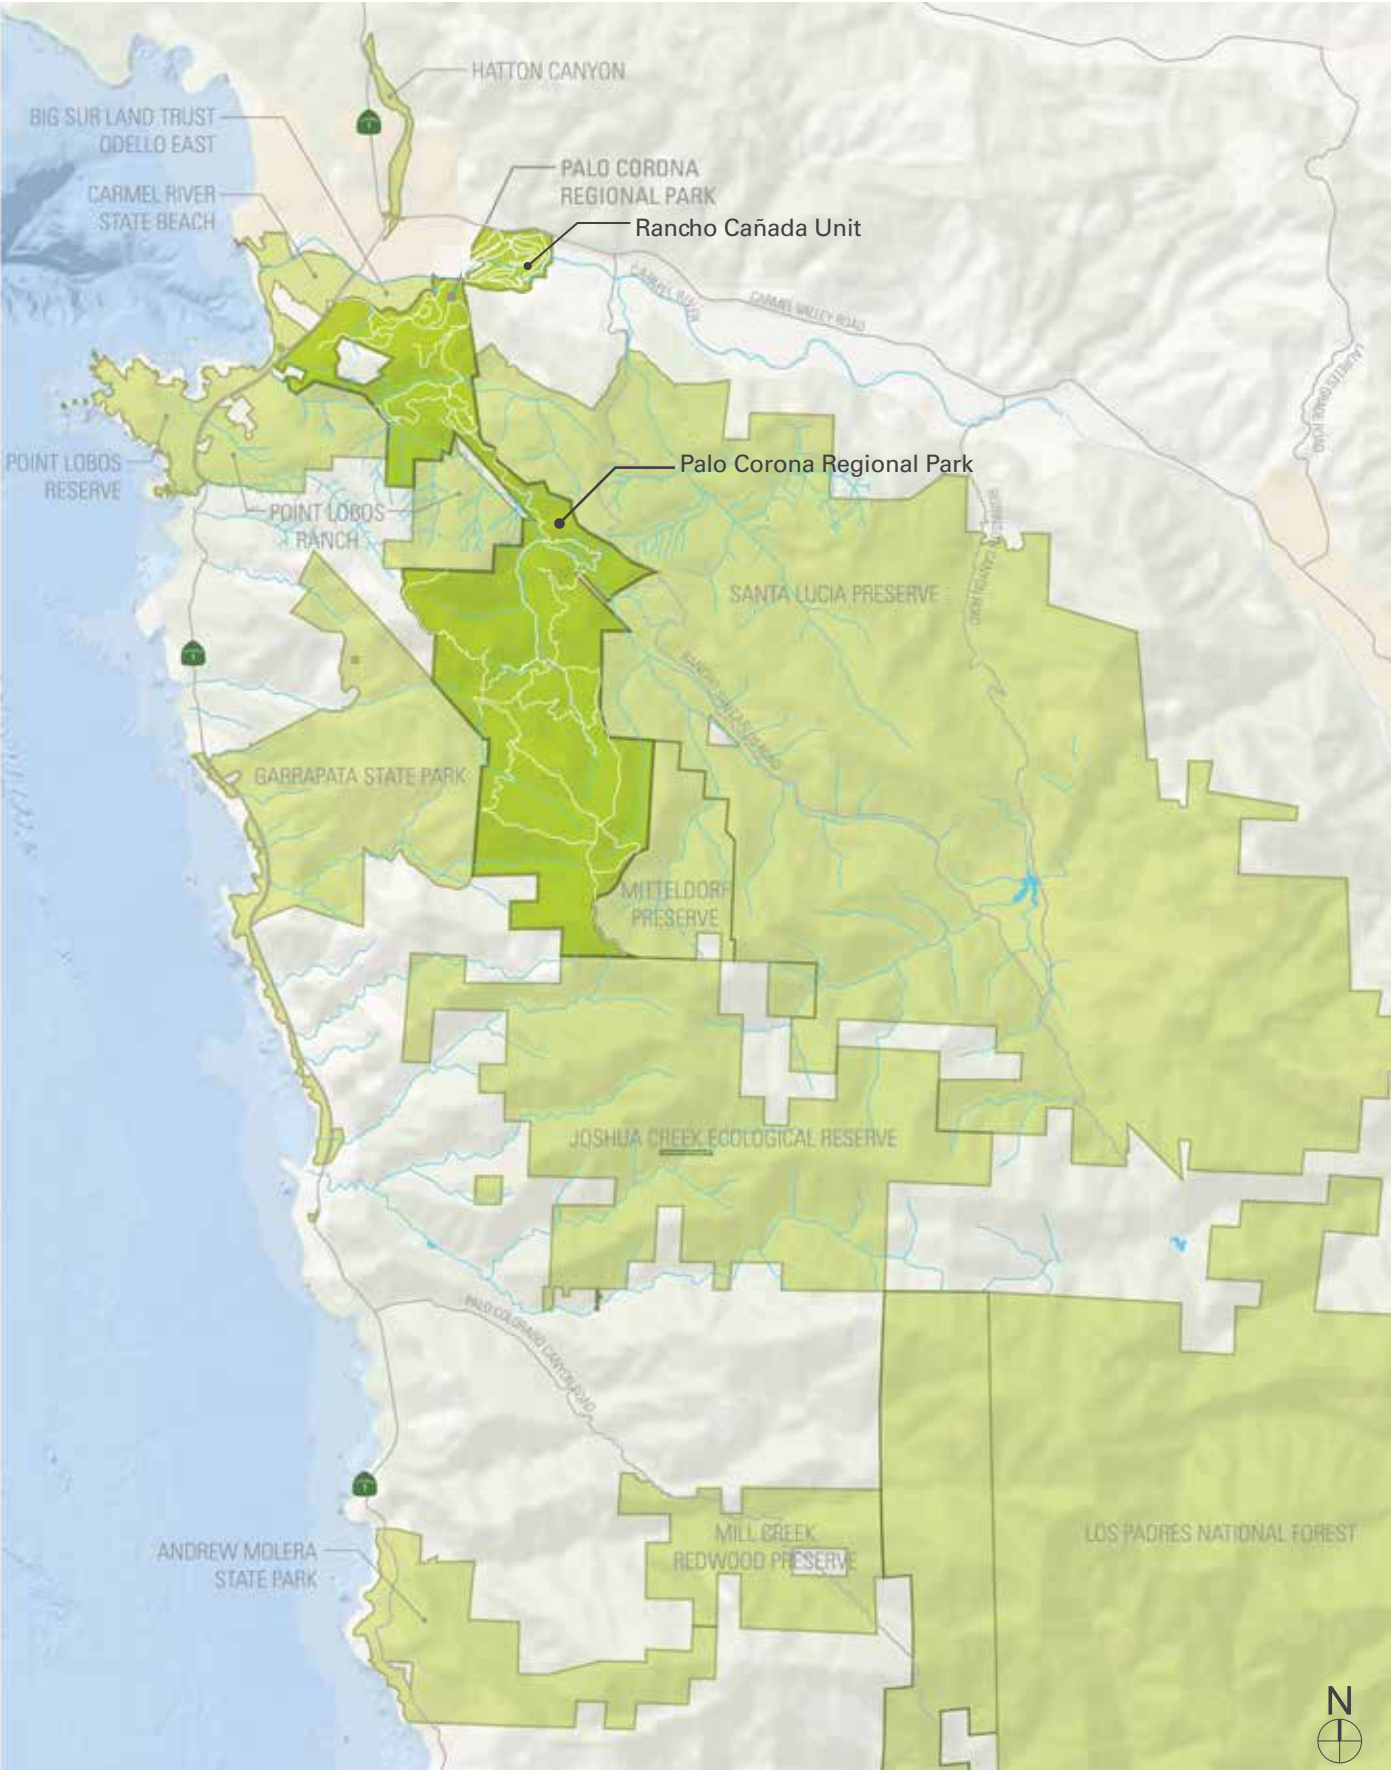 HATTON CANYON
BIG SUR LAND TRUST
ODELLO EAST
PALO CORONA
REGIONAL PARK
CARMEL RIVER
STATE BEACH
Rancho Cañada Unit
CARMEL RIVER
CARMEL VALLEY ROAD
LAURELES GRADE ROAD
POINT LOBOS
RESERVE
Palo Corona Regional Park
POINT LOBOS
RANCH
SANTA LUCIA PRESERVE
GARRAPATA STATE PARK
MITTELDORF
PRESERVE
JOSHUA CREEK ECOLOGICAL RESERVE
PALO COLORADO CANYON ROAD
MILL CREEK
REDWOOD PRESERVE
LOS PADRES NATIONAL FOREST
ANDREW MOLERA
STATE PARK
N